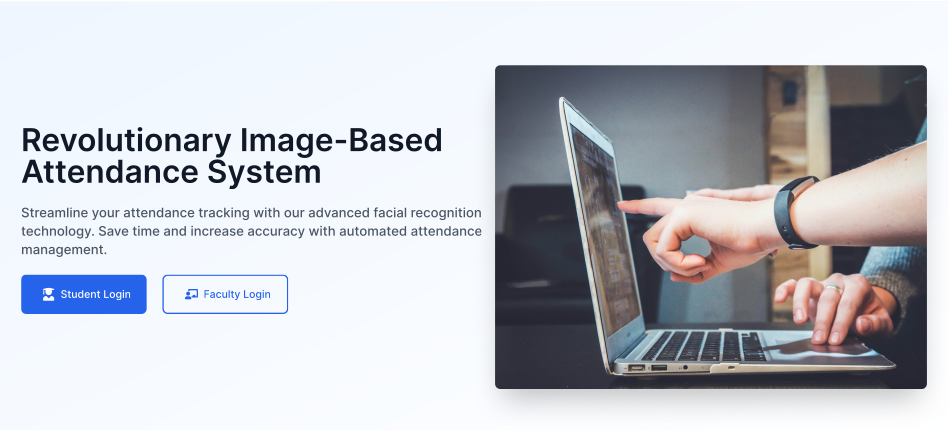 Revolutionary Image-Based
Attendance System
Streamline your attendance tracking with our advanced facial recognition
technology. Save time and increase accuracy with automated attendance
management.
Student Login
Faculty Login